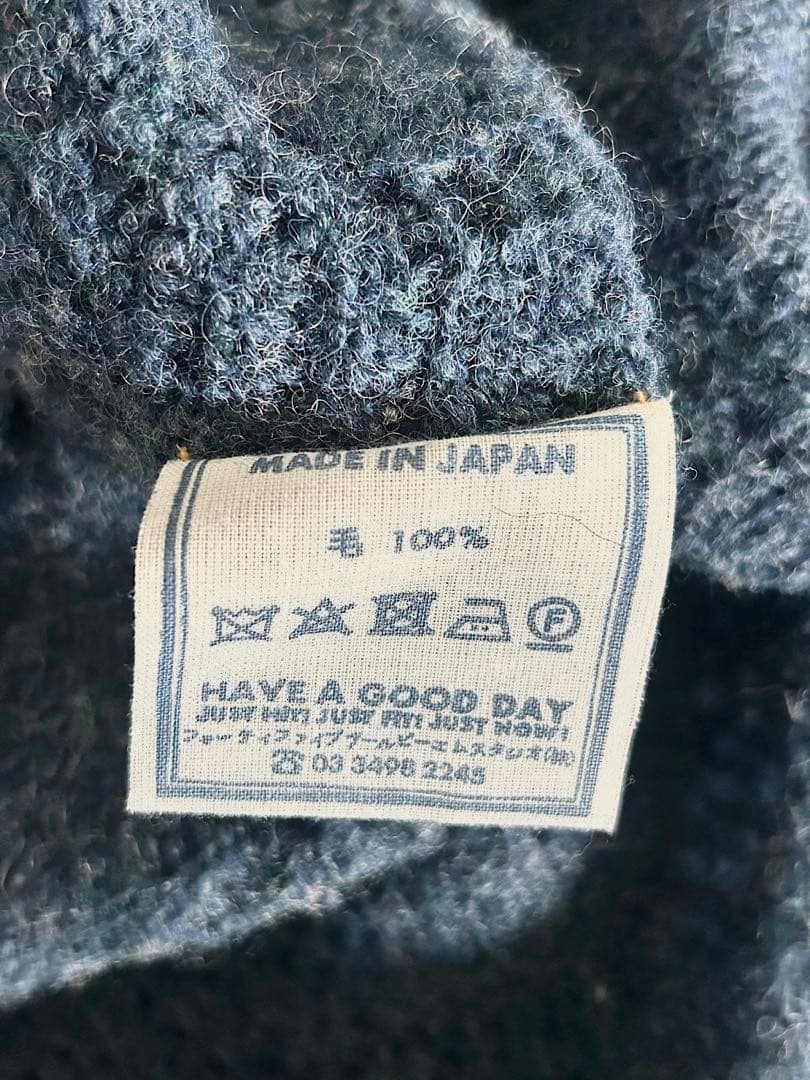 MADE IN JAPAN
毛 100%
F
HAVE A GOOD DAY
JUST HIT! JUST FIT! JUST NOW!
フォーティファイブアールピーエムスタジオ(株)
☎ 03 3498 2245